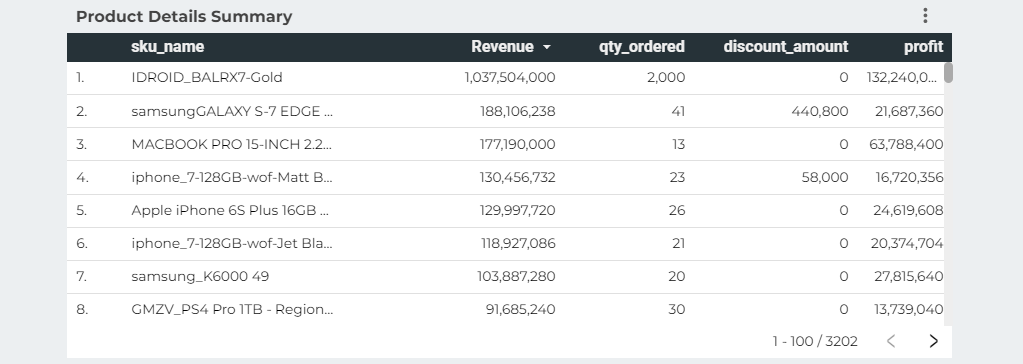 Product Details Summary
sku_name Revenue qty_ordered discount_amount profit
1. IDROID_BALRX7-Gold 1,037,504,000 2,000 0 132,240,0...
2. samsungGALAXY S-7 EDGE ... 188,106,238 41 440,800 21,687,360
3. MACBOOK PRO 15-INCH 2.2... 177,190,000 13 0 63,788,400
4. iphone_7-128GB-wof-Matt B... 130,456,732 23 58,000 16,720,356
5. Apple iPhone 6S Plus 16GB ... 129,997,720 26 0 24,619,608
6. iphone_7-128GB-wof-Jet Bla... 118,927,086 21 0 20,374,704
7. samsung_K6000 49 103,887,280 20 0 27,815,640
8. GMZV_PS4 Pro 1TB - Region... 91,685,240 30 0 13,739,040
1 - 100 / 3202